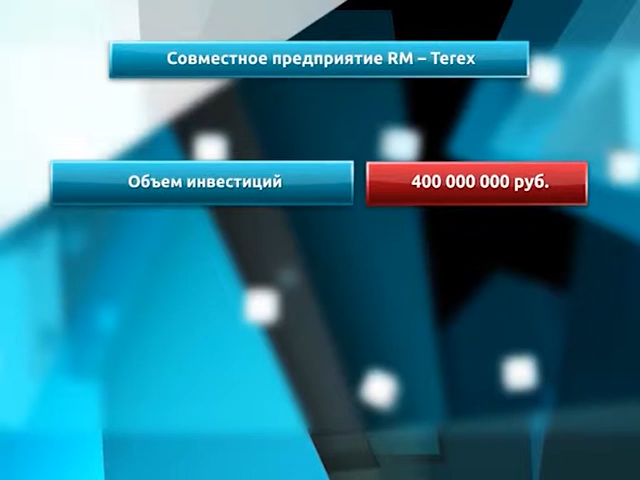 Совместное предприятие RM – Terex
Объем инвестиций
400 000 000 руб.